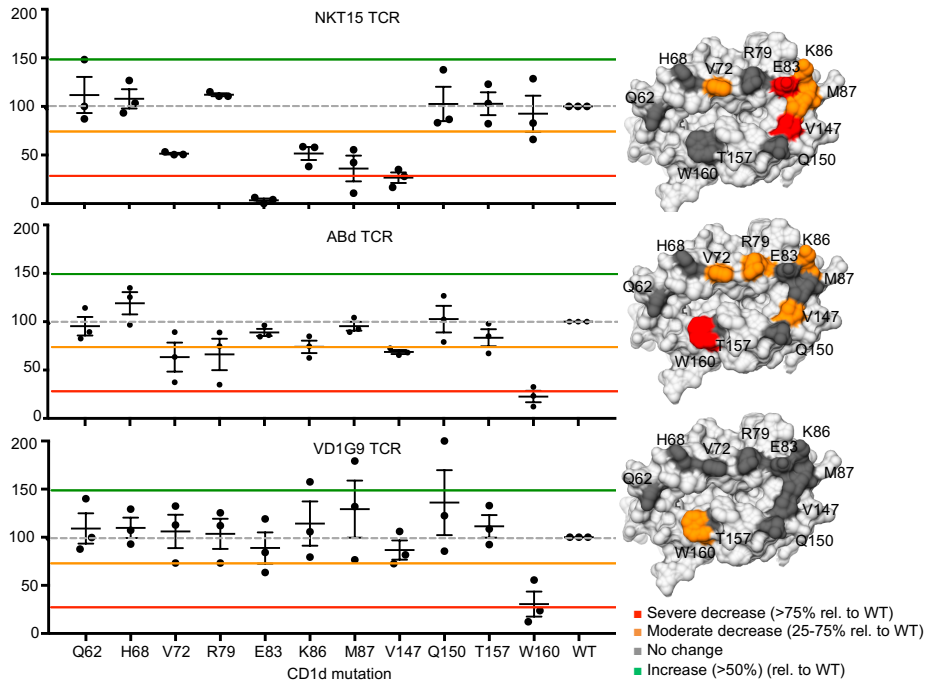 NKT15 TCR
200
150
100
50
0
H68
V72
R79
E83
K86
M87
Q62
V147
Q150
T157
W160
ABd TCR
200
150
100
50
0
H68
V72
R79
E83
K86
M87
Q62
V147
Q150
T157
W160
VD1G9 TCR
200
150
100
50
0
H68
V72
R79
E83
K86
M87
Q62
V147
Q150
T157
W160
Q62 H68 V72 R79 E83 K86 M87 V147 Q150 T157 W160 WT
CD1d mutation
Severe decrease (>75% rel. to WT)
Moderate decrease (25-75% rel. to WT)
No change
Increase (>50%) (rel. to WT)